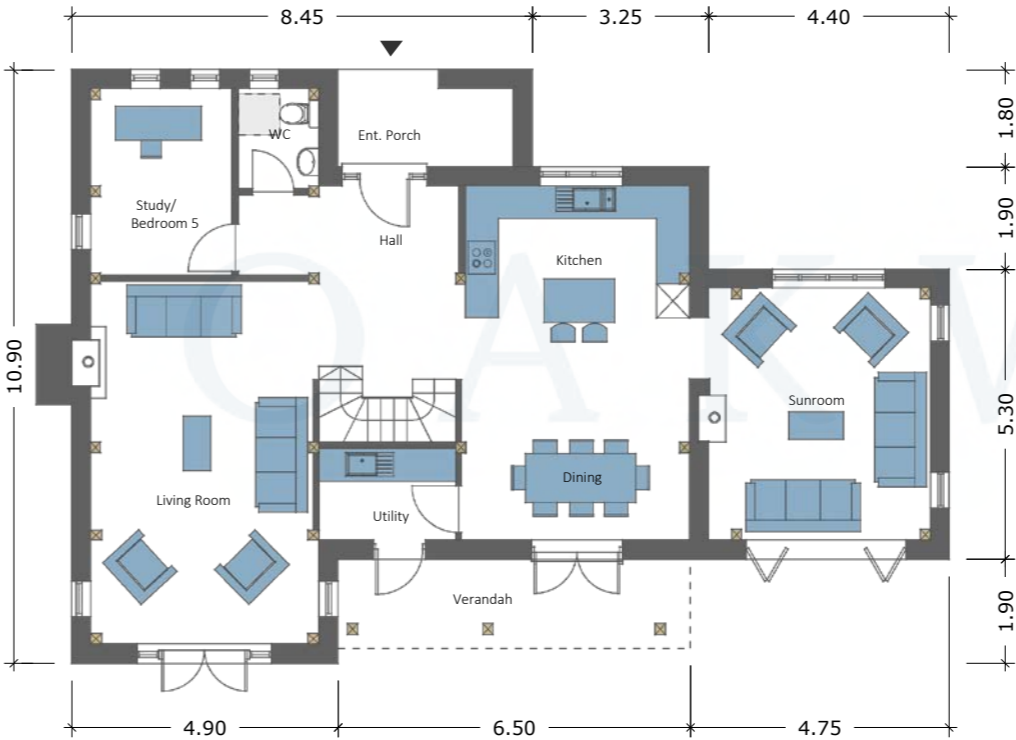 8.45
3.25
4.40
WC
Ent. Porch
1.80
Study/
Bedroom 5
Hall
1.90
Kitchen
10.90
OAKW
Sunroom
5.30
Living Room
Dining
Utility
Verandah
1.90
4.90
6.50
4.75